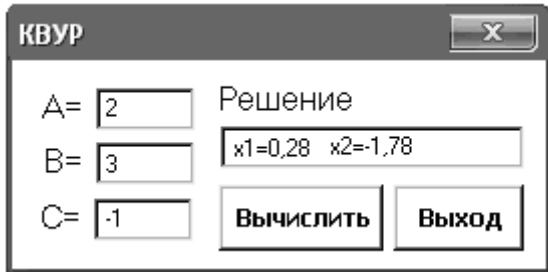 КВУР
A= 2
B= 3
C= -1
Решение
x1=0,28 x2=-1,78
Вычислить Выход